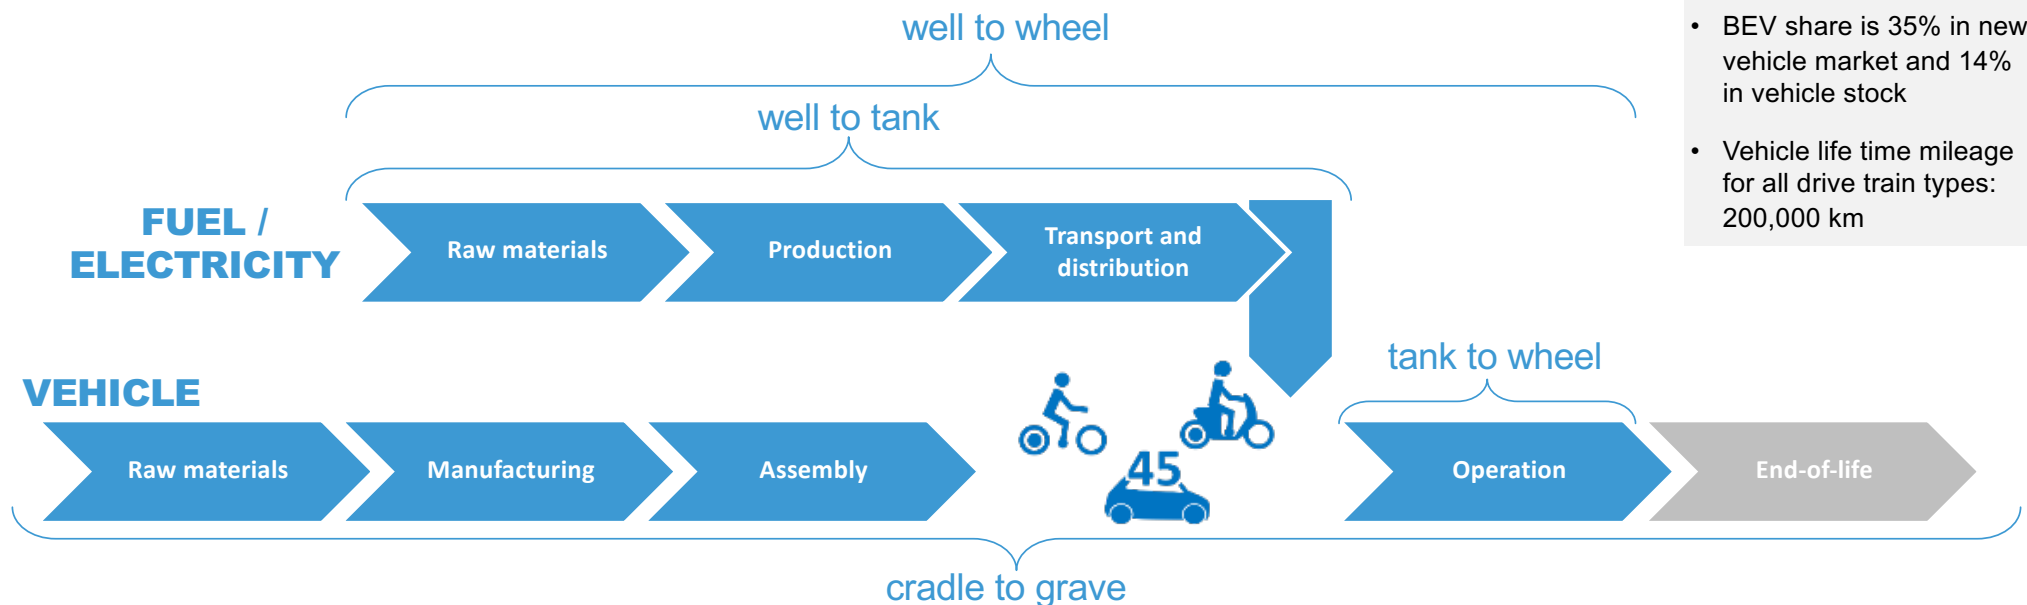 well to wheel
• BEV share is 35% in new
vehicle market and 14%
in vehicle stock
• Vehicle life time mileage
for all drive train types:
200,000 km
well to tank
FUEL /
ELECTRICITY
Raw materials
Production
Transport and
distribution
tank to wheel
VEHICLE
Raw materials
Manufacturing
Assembly
45
Operation
End-of-life
cradle to grave